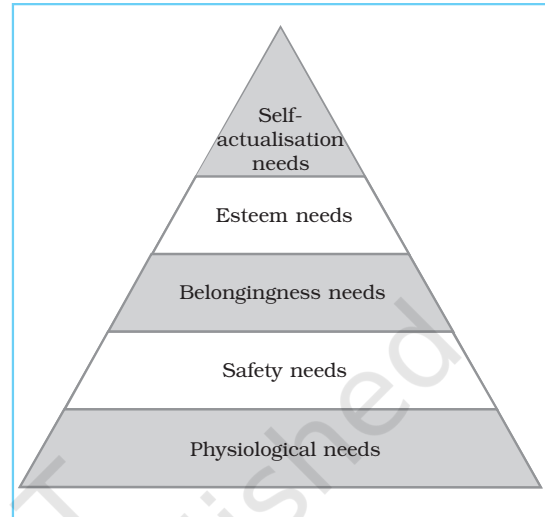 Self-
actualisation
needs
Esteem needs
Belongingness needs
Safety needs
Physiological needs